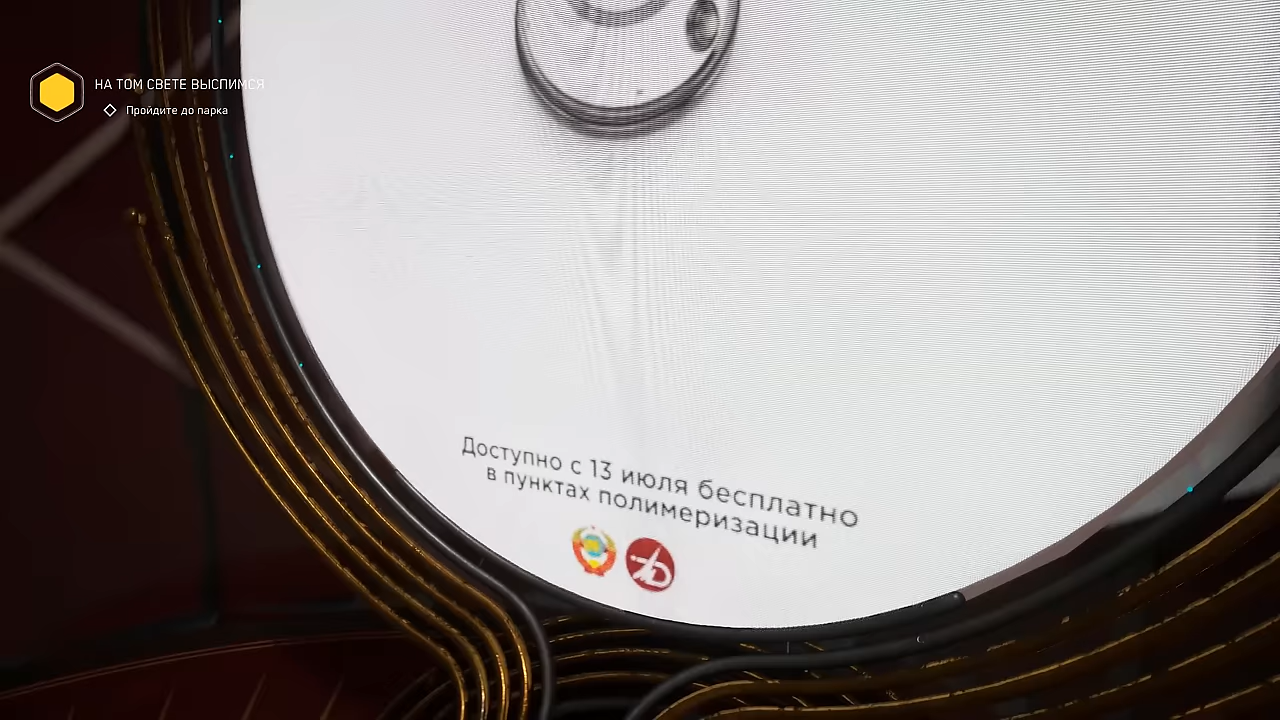 НА ТОМ СВЕТЕ ВЫСПИМСЯ
Пройдите до парка
Доступно с 13 июля бесплатно
в пунктах полимеризации